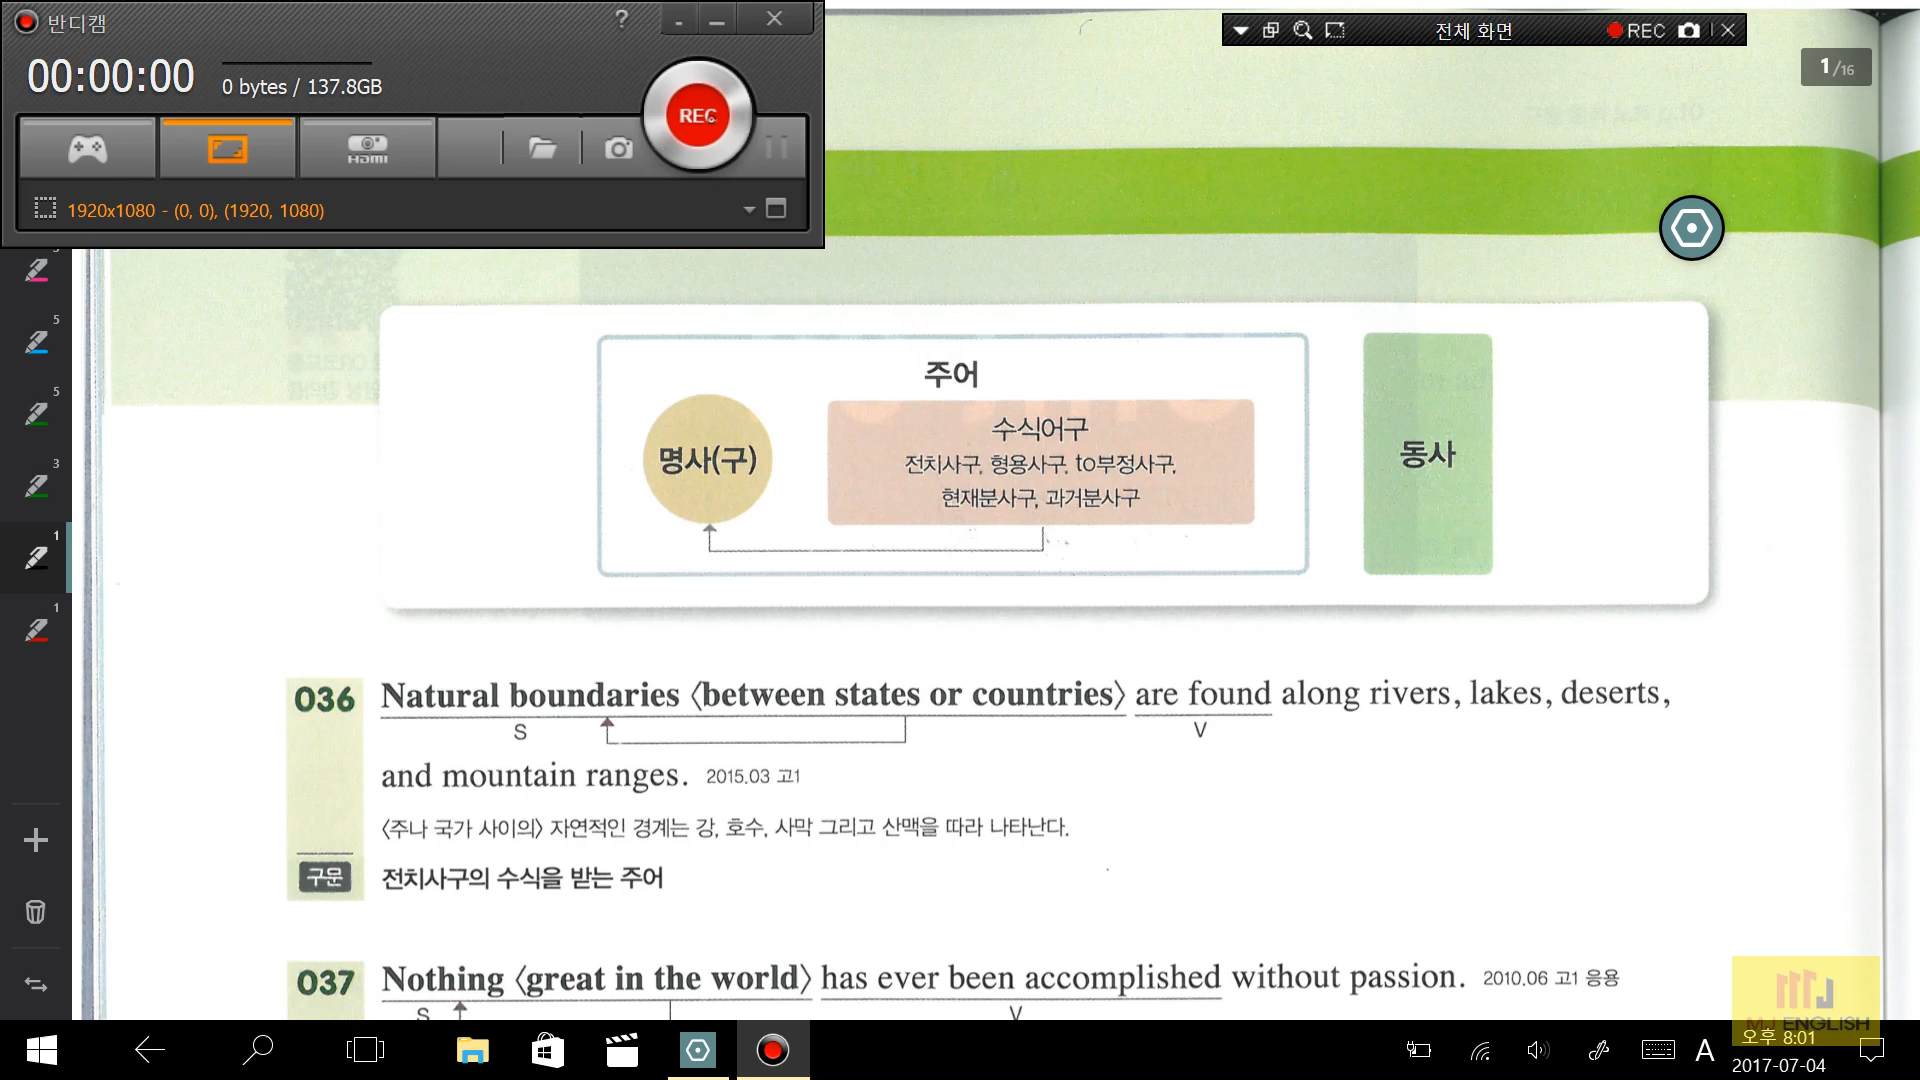 반디캠
?
00:00:00
0 bytes / 137.8GB
REC
HDMI
1920x1080 - (0, 0), (1920, 1080)
전체 화면
REC
1/16
5
5
3
1
1
주어
명사(구)
수식어구
전치사구, 형용사구, to부정사구,
현재분사구, 과거분사구
동사
036
Natural boundaries 〈between states or countries〉 are found along rivers, lakes, deserts,
S
V
and mountain ranges. 2015.03 고1
〈주나 국가 사이의〉 자연적인 경계는 강, 호수, 사막 그리고 산맥을 따라 나타난다.
구문
전치사구의 수식을 받는 주어
037
Nothing 〈great in the world〉 has ever been accomplished without passion. 2010.06 고1 응용
S
V
MJ ENGLISH
A
오후 8:01
2017-07-04